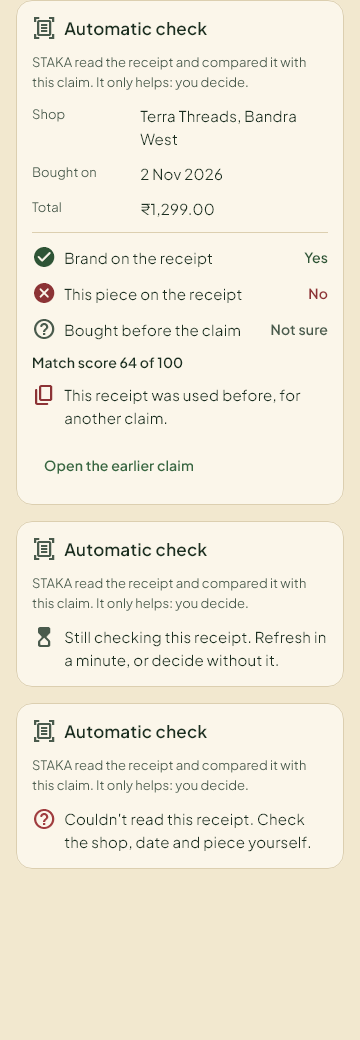 Automatic check
STAKA read the receipt and compared it with
this claim. It only helps: you decide.
Shop Terra Threads, Bandra
West
Bought on 2 Nov 2026
Total ₹1,299.00
Brand on the receipt Yes
This piece on the receipt No
Bought before the claim Not sure
Match score 64 of 100
This receipt was used before, for
another claim.
Open the earlier claim
Automatic check
STAKA read the receipt and compared it with
this claim. It only helps: you decide.
Still checking this receipt. Refresh in
a minute, or decide without it.
Automatic check
STAKA read the receipt and compared it with
this claim. It only helps: you decide.
Couldn't read this receipt. Check
the shop, date and piece yourself.